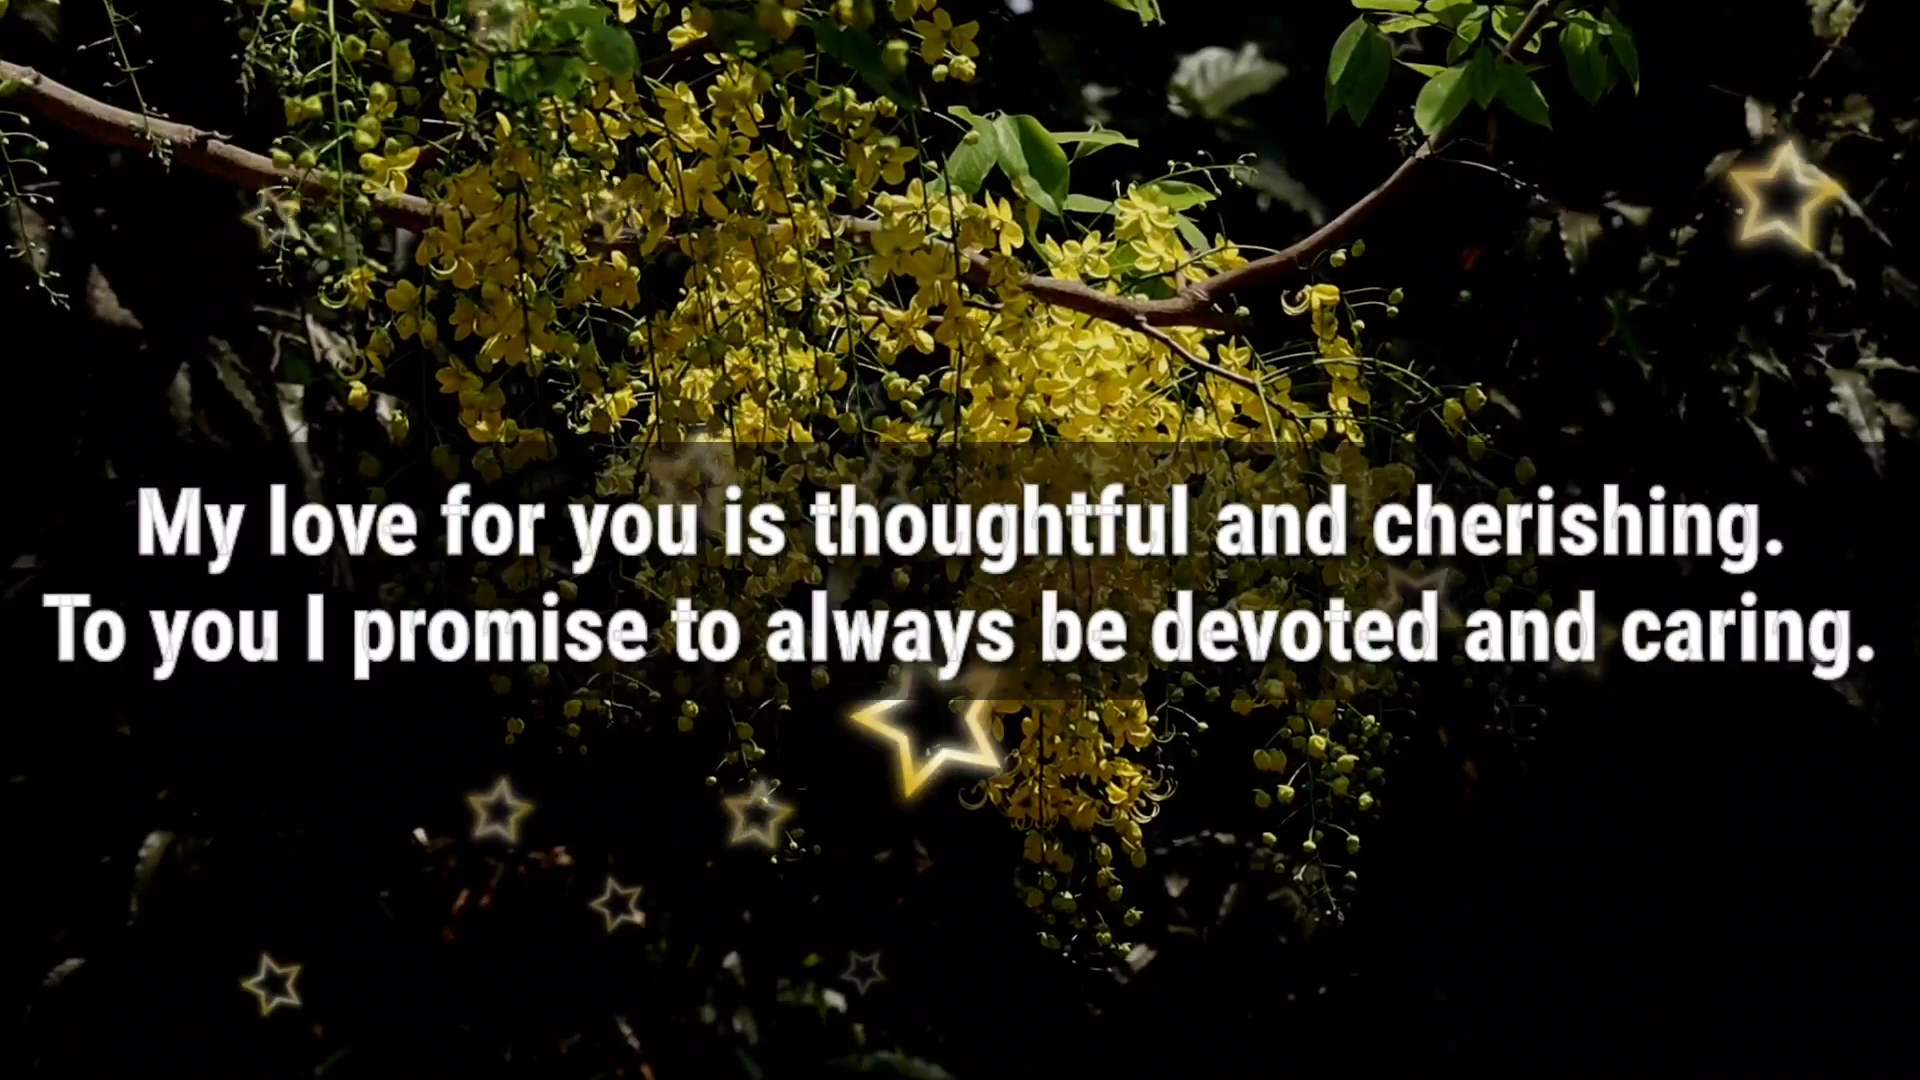 My love for you is thoughtful and cherishing.
To you I promise to always be devoted and caring.